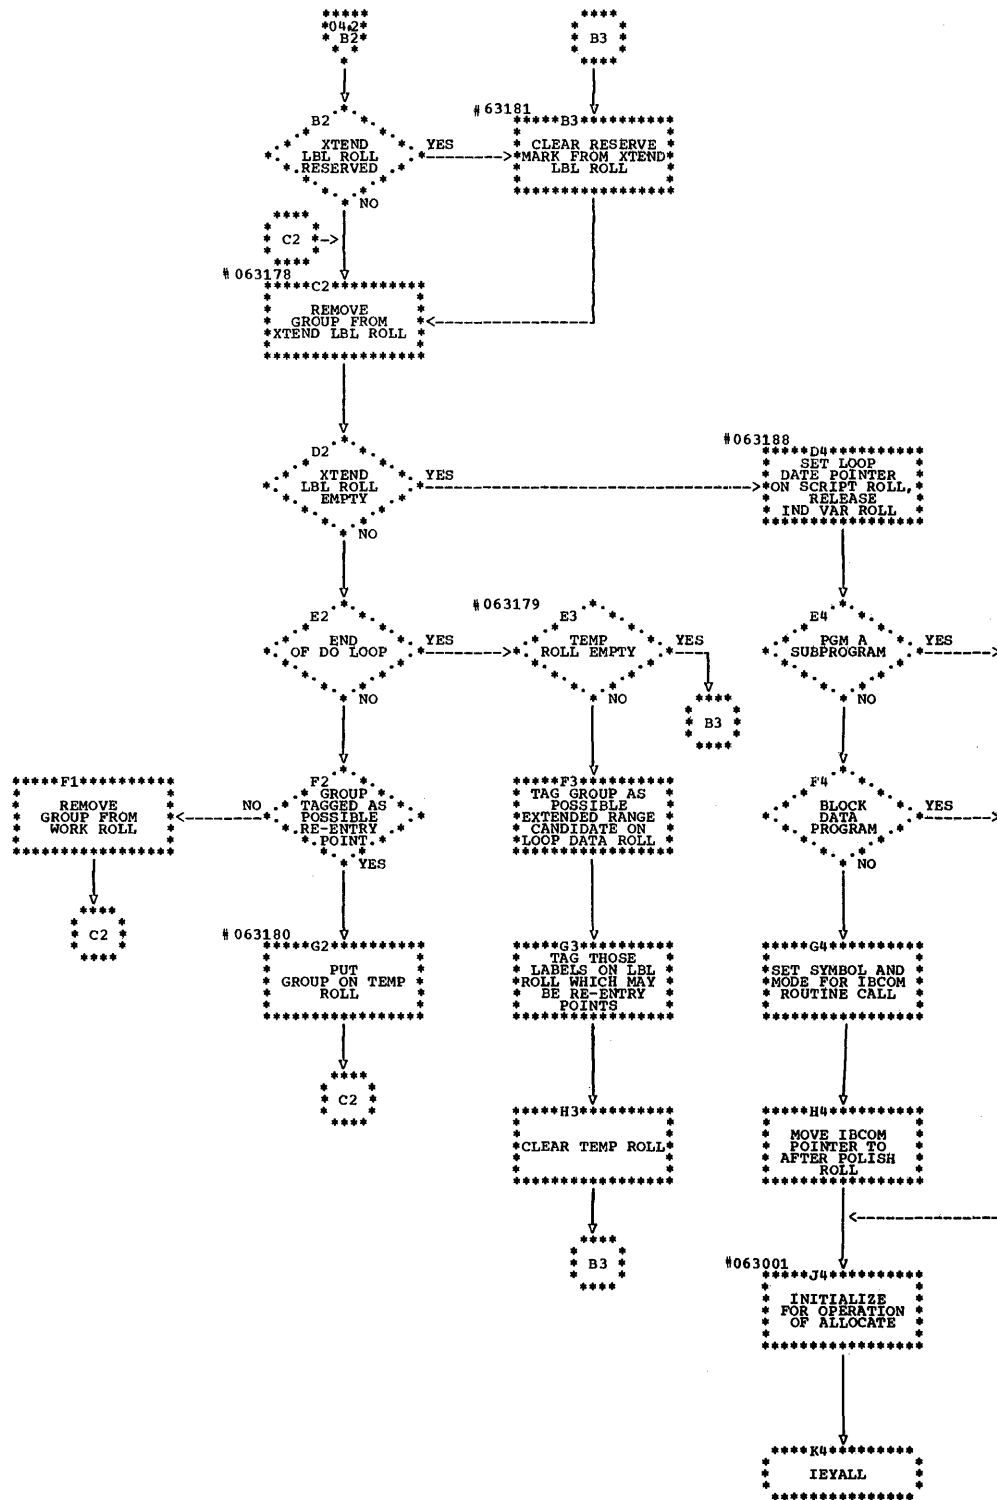 04.2
B2
B3
B2
XTEND
LBL ROLL
RESERVED
YES
NO
#63181
B3
CLEAR RESERVE
MARK FROM XTEND
LBL ROLL
C2
#063178
C2
REMOVE
GROUP FROM
XTEND LBL ROLL
D2
XTEND
LBL ROLL
EMPTY
YES
NO
#063188
D4
SET LOOP
DATE POINTER
ON SCRIPT ROLL,
RELEASE
IND VAR ROLL
E2
END
OF DO LOOP
YES
NO
#063179
E3
TEMP
ROLL EMPTY
YES
NO
B3
E4
PGM A
SUBPROGRAM
YES
NO
F1
REMOVE
GROUP FROM
WORK ROLL
NO
F2
GROUP
TAGGED AS
POSSIBLE
RE-ENTRY
POINT
YES
F3
TAG GROUP AS
POSSIBLE
EXTENDED RANGE
CANDIDATE ON
LOOP DATA ROLL
F4
BLOCK
DATA
PROGRAM
YES
NO
C2
#063180
G2
PUT
GROUP ON TEMP
ROLL
G3
TAG THOSE
LABELS ON LBL
ROLL WHICH MAY
BE RE-ENTRY
POINTS
G4
SET SYMBOL AND
MODE FOR IBCOM
ROUTINE CALL
C2
H3
CLEAR TEMP ROLL
H4
MOVE IBCOM
POINTER TO
AFTER POLISH
ROLL
B3
#063001
J4
INITIALIZE
FOR OPERATION
OF ALLOCATE
K4
IEYALL